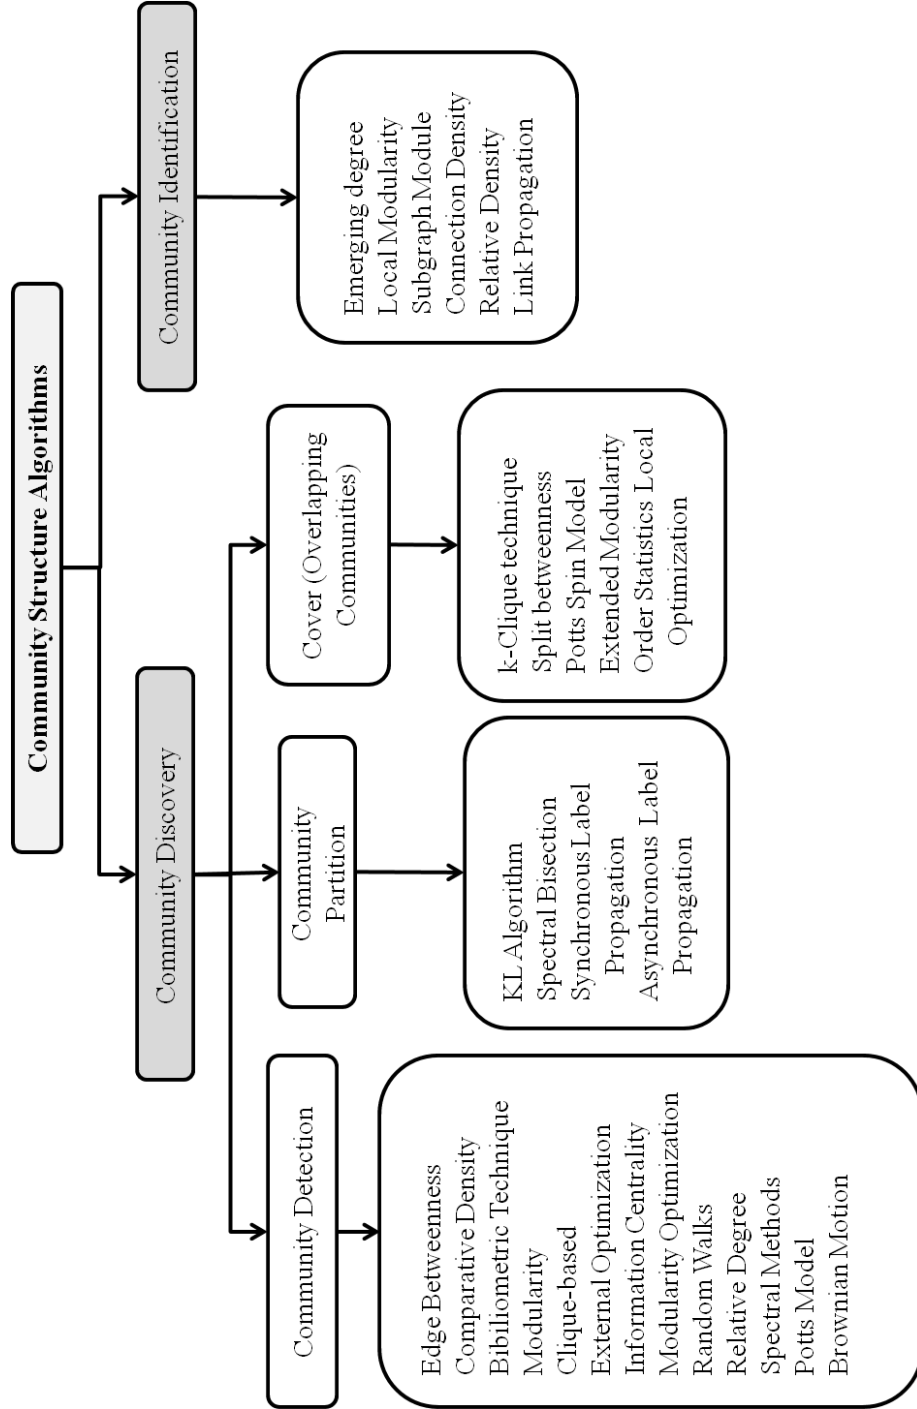 Community Structure Algorithms
Community Discovery
Community Identification
Community Detection
Community
Partition
Cover (Overlapping
Communities)
Edge Betweenness
Comparative Density
Bibiliometric Technique
Modularity
Clique-based
External Optimization
Information Centrality
Modularity Optimization
Random Walks
Relative Degree
Spectral Methods
Potts Model
Brownian Motion
KL Algorithm
Spectral Bisection
Synchronous Label
Propagation
Asynchronous Label
Propagation
k-Clique technique
Split betweenness
Potts Spin Model
Extended Modularity
Order Statistics Local
Optimization
Emerging degree
Local Modularity
Subgraph Module
Connection Density
Relative Density
Link Propagation